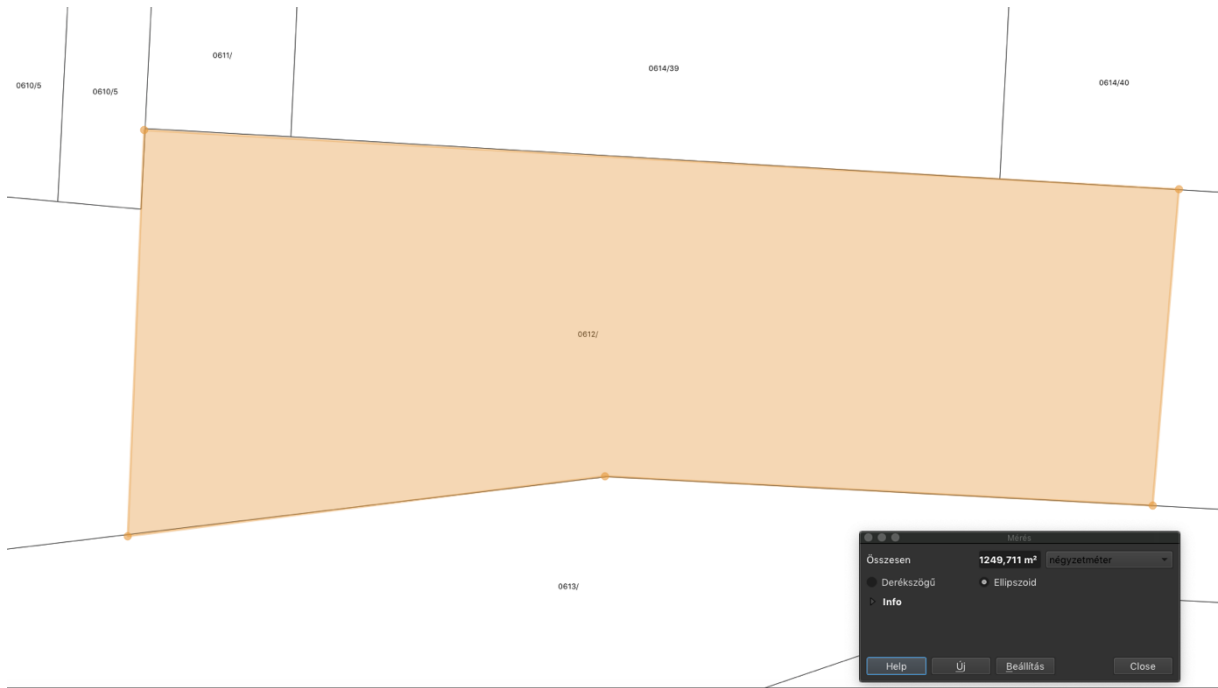 0611/
0614/39
0614/40
0610/5
0610/5
0612/
0613/
Mérés
Összesen 1249,711 m² négyzetméter
Derékszögű Ellipszoid
Info
Help Új Beállítás Close